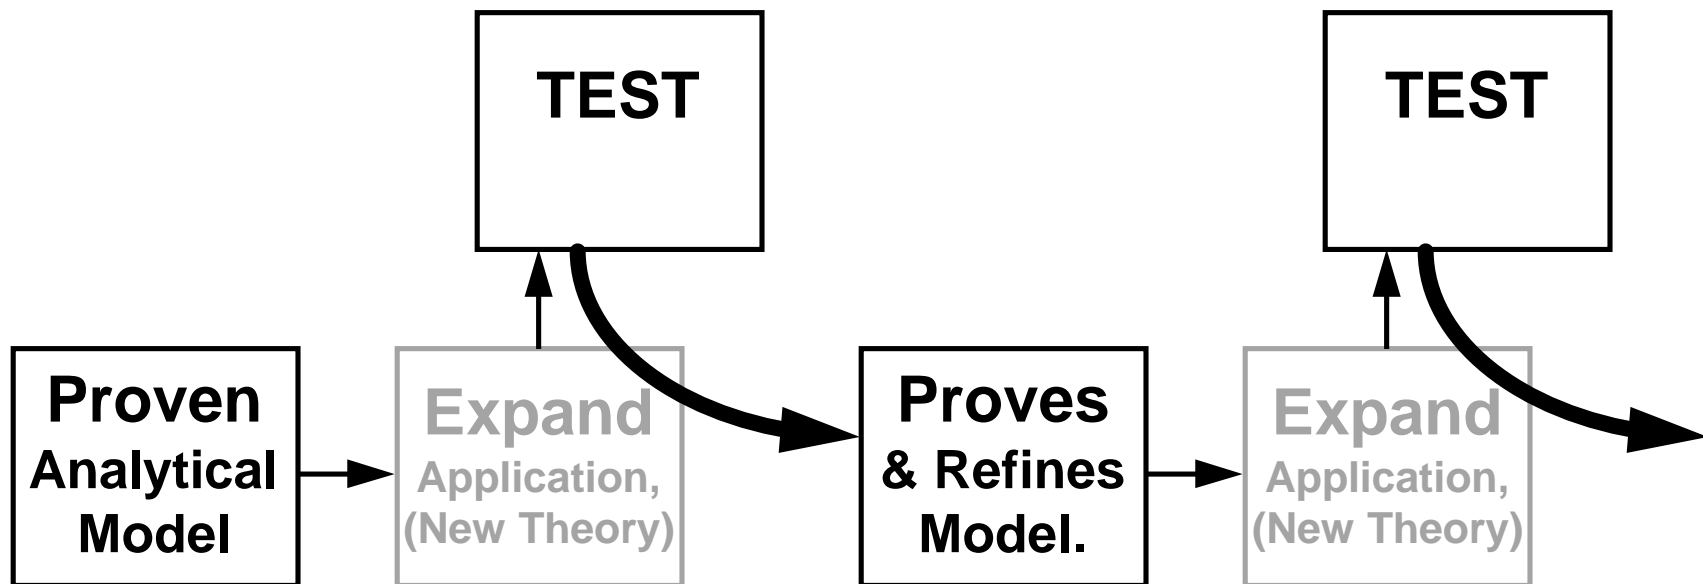 TEST
TEST
Proven
Analytical
Model
Expand
Application,
(New Theory)
Proves
& Refines
Model.
Expand
Application,
(New Theory)